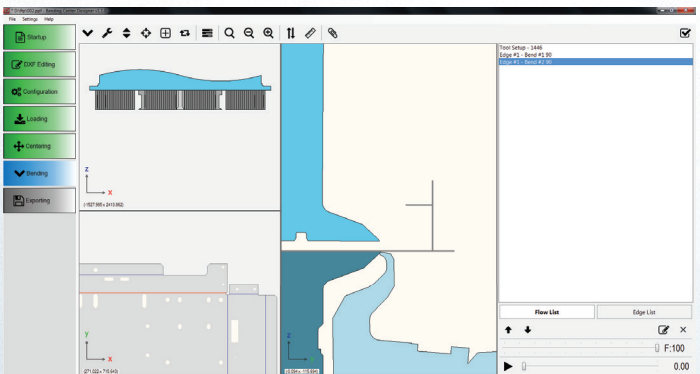 File Settings Help
Startup
DXF Editing
Configuration
Loading
Centering
Bending
Exporting
Tool Setup - 1446
Edge #1 - Bend #1 90
Edge #1 - Bend #2 90
z
x
y
x
z
Flow List
Edge List
F:100
0.00